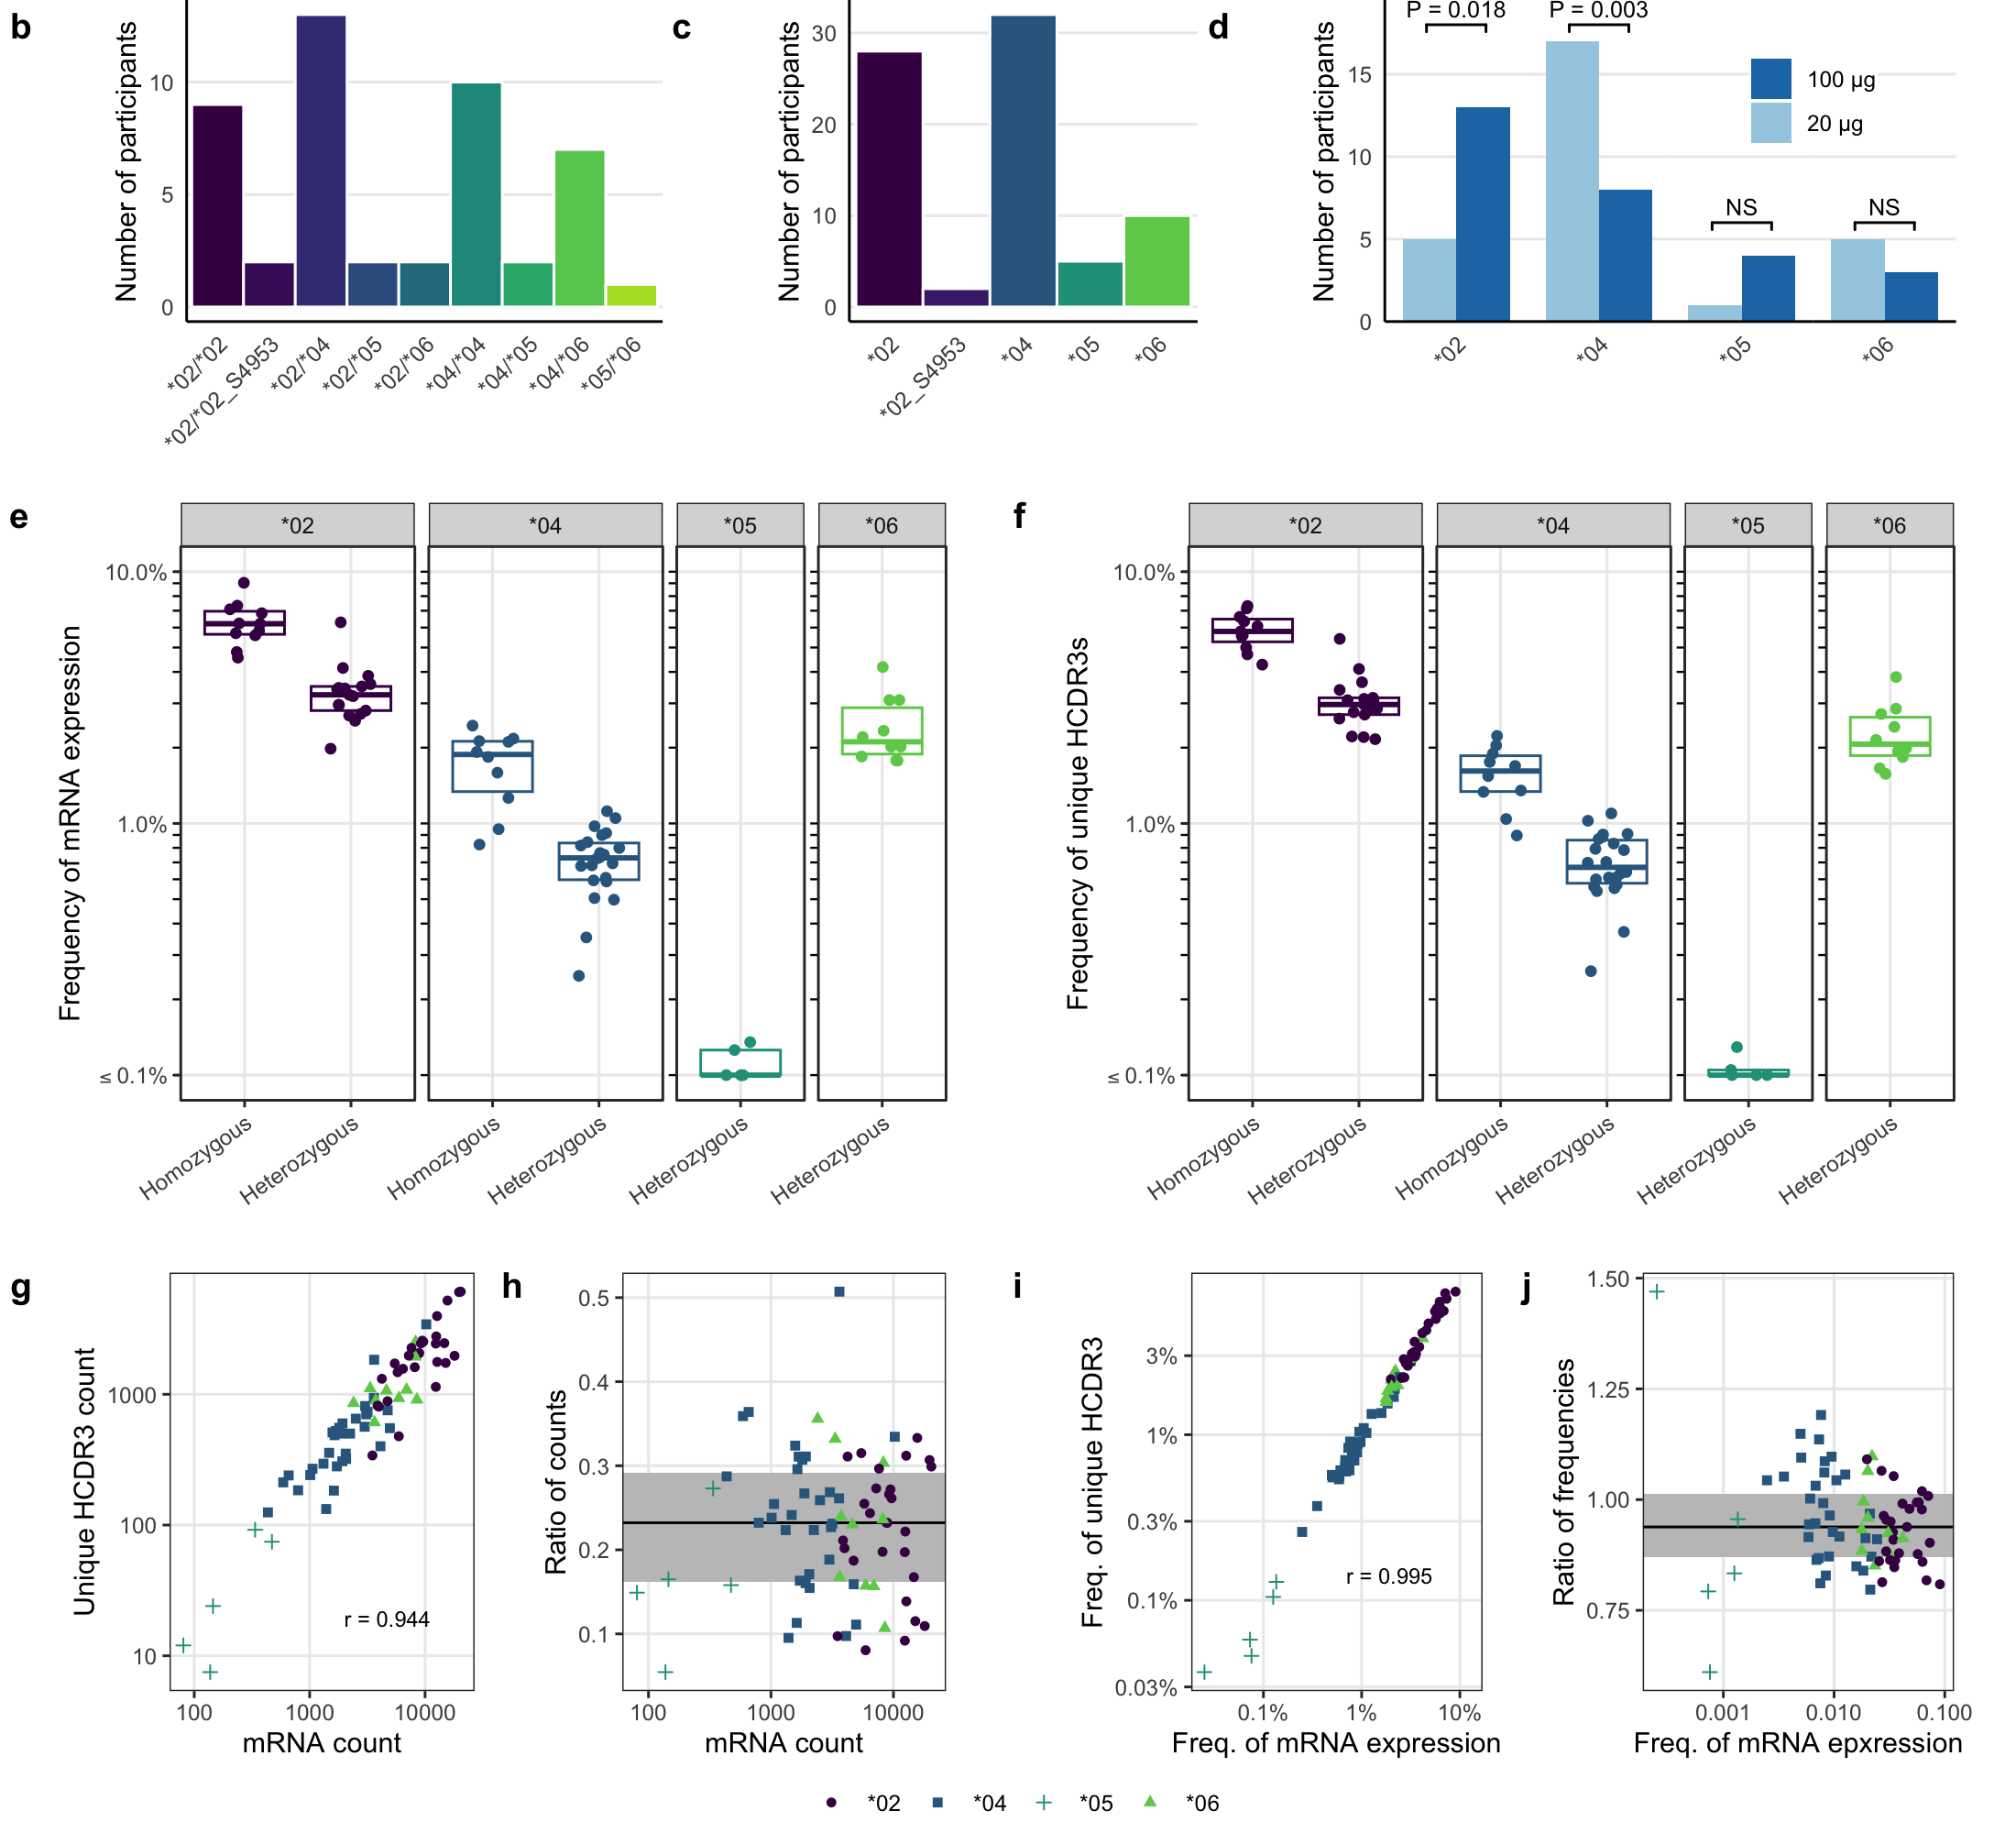 b
Number of participants
10
5
0
*02/*02
*02/*02_S4953
*02/*04
*02/*05
*02/*06
*04/*04
*04/*05
*04/*06
*05/*06
c
Number of participants
30
20
10
0
*02
*02_S4953
*04
*05
*06
d
Number of participants
15
10
5
0
P = 0.018
P = 0.003
NS
NS
100 µg
20 µg
*02
*04
*05
*06
e
Frequency of mRNA expression
*02
*04
*05
*06
10.0%
1.0%
≤ 0.1%
Homozygous
Heterozygous
Homozygous
Heterozygous
Heterozygous
Heterozygous
f
Frequency of unique HCDR3s
*02
*04
*05
*06
10.0%
1.0%
≤ 0.1%
Homozygous
Heterozygous
Homozygous
Heterozygous
Heterozygous
Heterozygous
g
Unique HCDR3 count
1000
100
10
r = 0.944
100
1000
10000
mRNA count
h
Ratio of counts
0.5
0.4
0.3
0.2
0.1
100
1000
10000
mRNA count
i
Freq. of unique HCDR3
3%
1%
0.3%
0.1%
0.03%
r = 0.995
0.1%
1%
10%
Freq. of mRNA expression
j
Ratio of frequencies
1.50
1.25
1.00
0.75
0.001
0.010
0.100
Freq. of mRNA epxression
*02
*04
*05
*06